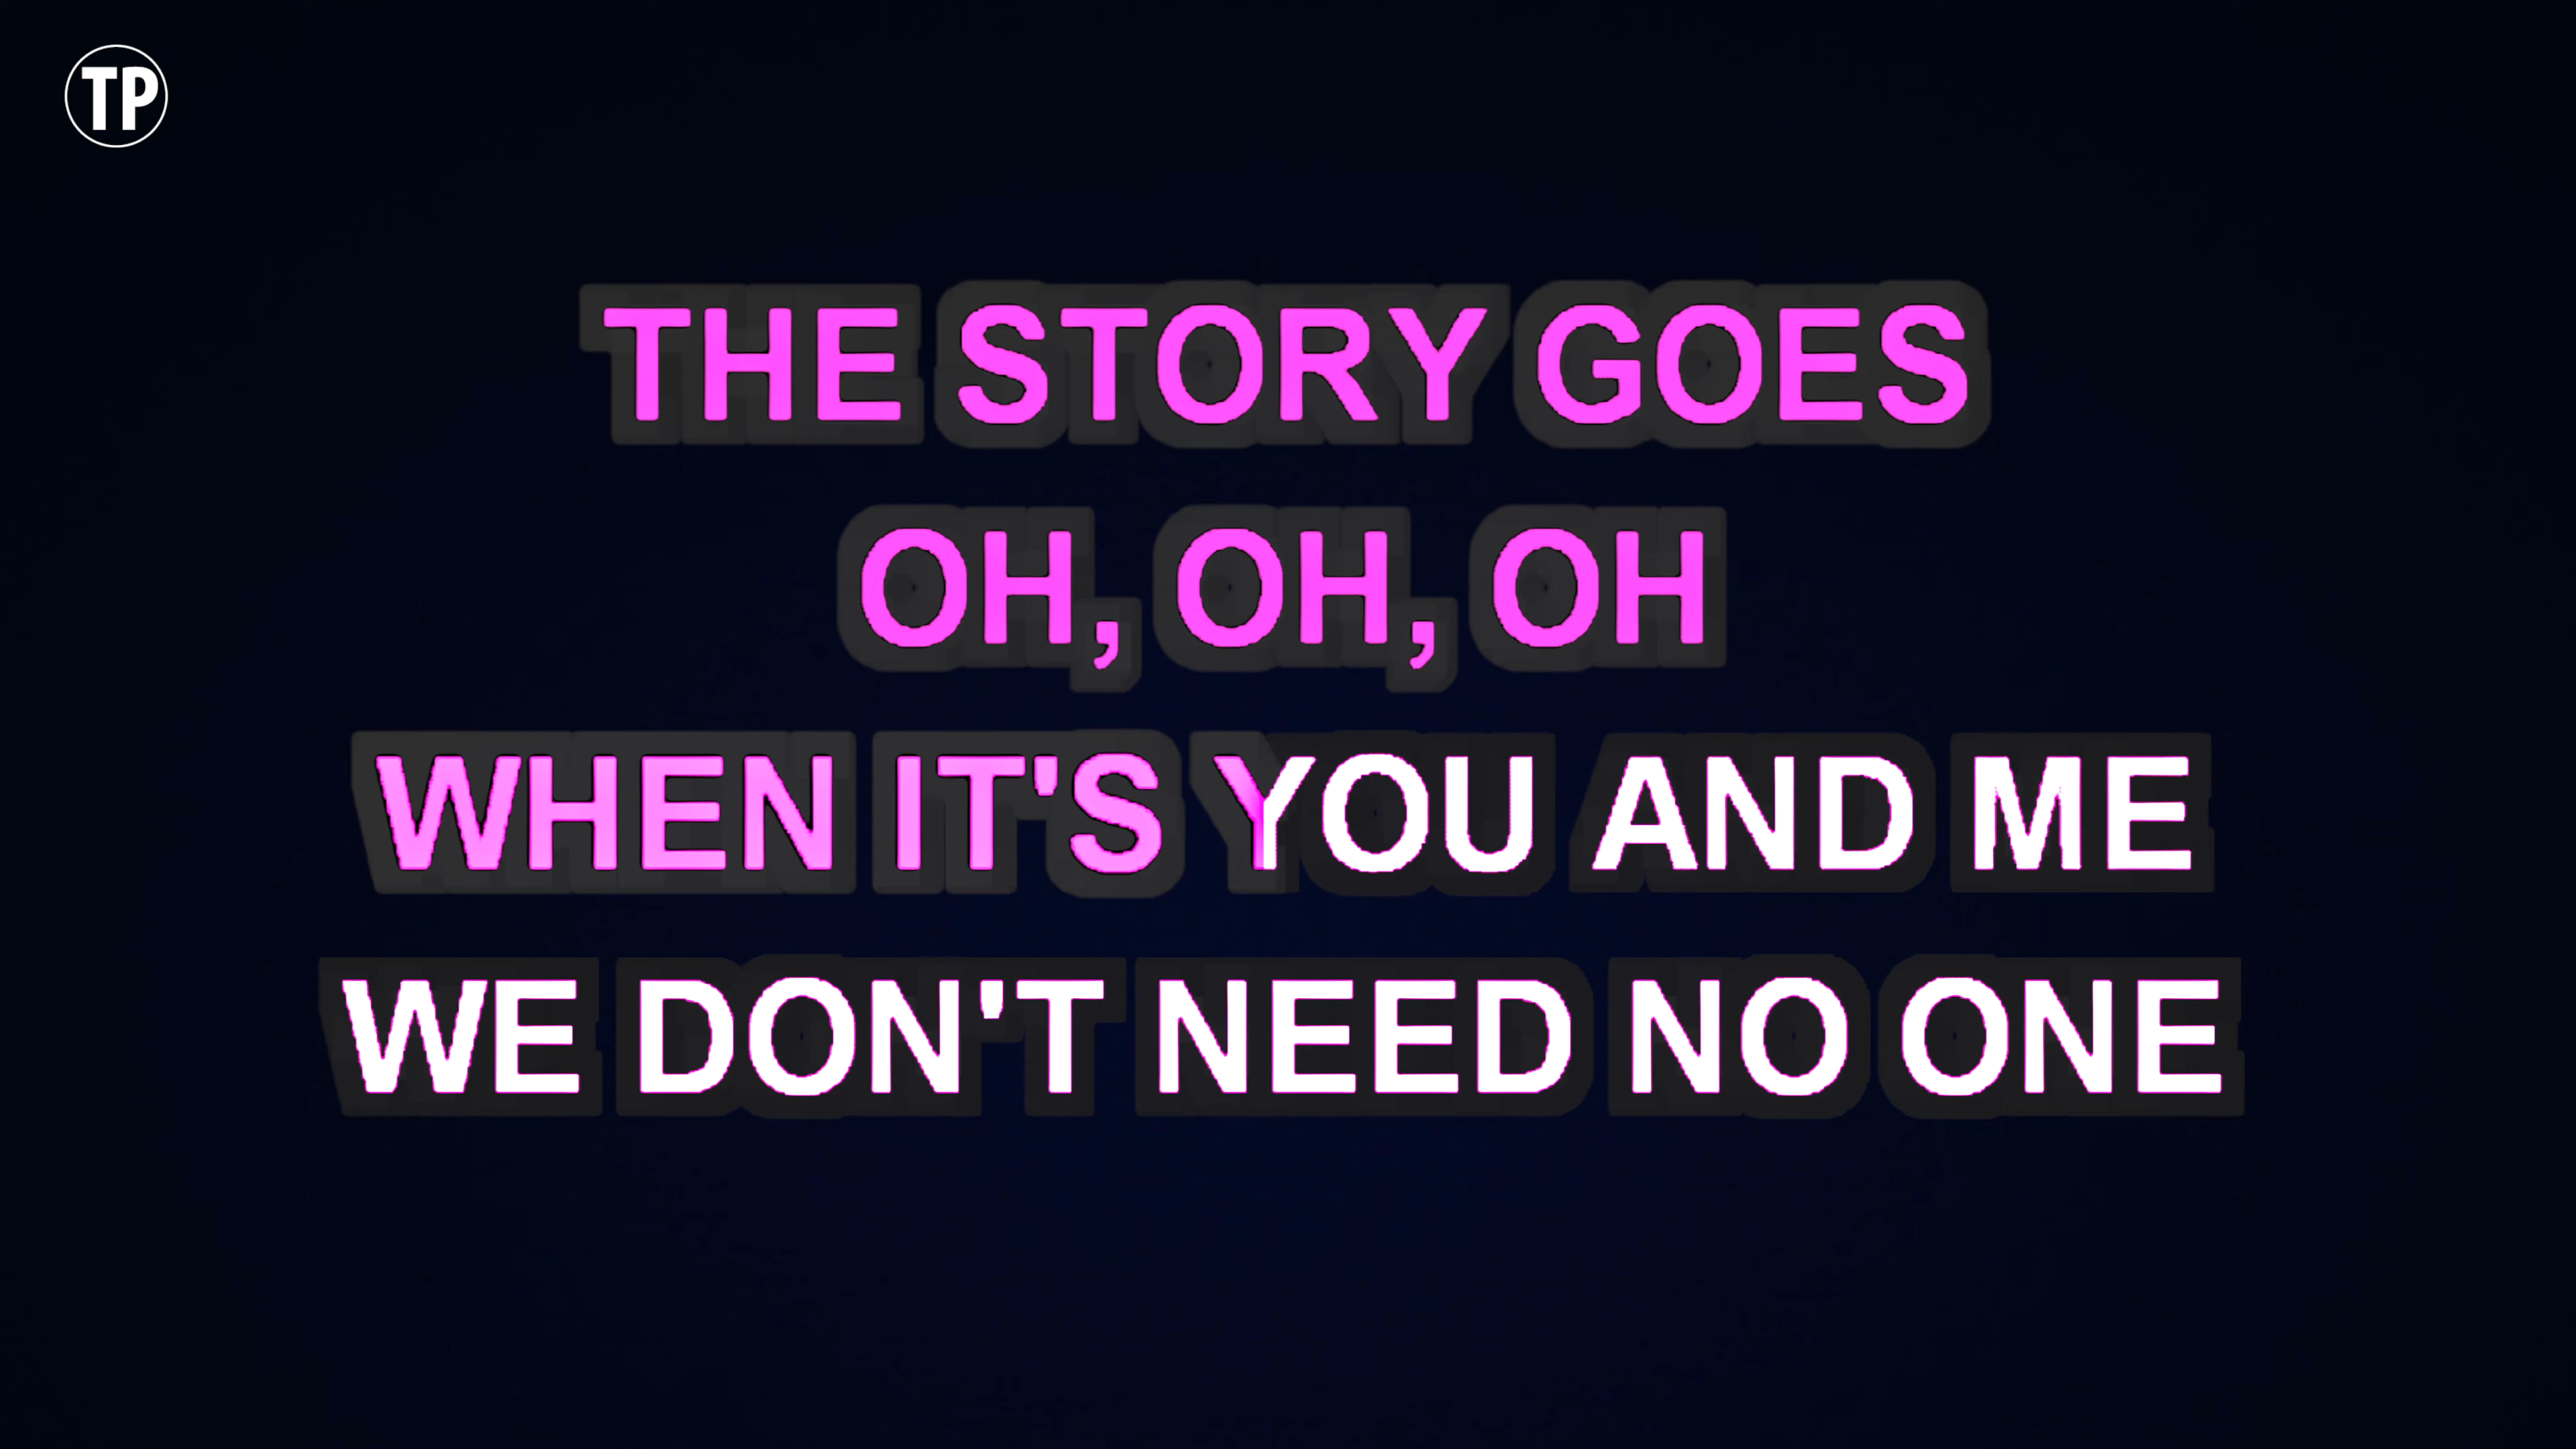 TP
THE STORY GOES
OH, OH, OH
WHEN IT'S YOU AND ME
WE DON'T NEED NO ONE